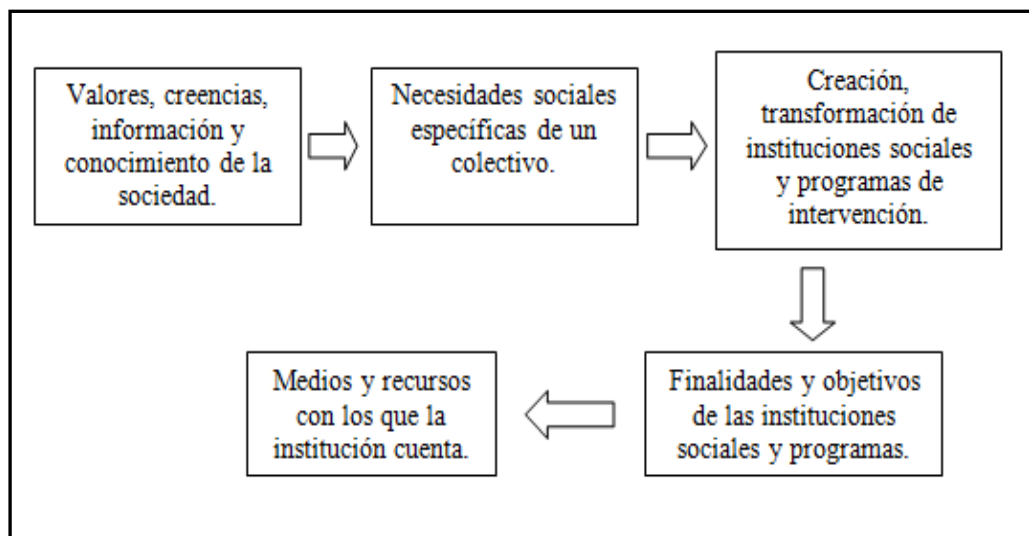 Valores, creencias,
información y
conocimiento de la
sociedad.
Necesidades sociales
específicas de un
colectivo.
Creación,
transformación de
instituciones sociales
y programas de
intervención.
Finalidades y objetivos
de las instituciones
sociales y programas.
Medios y recursos
con los que la
institución cuenta.